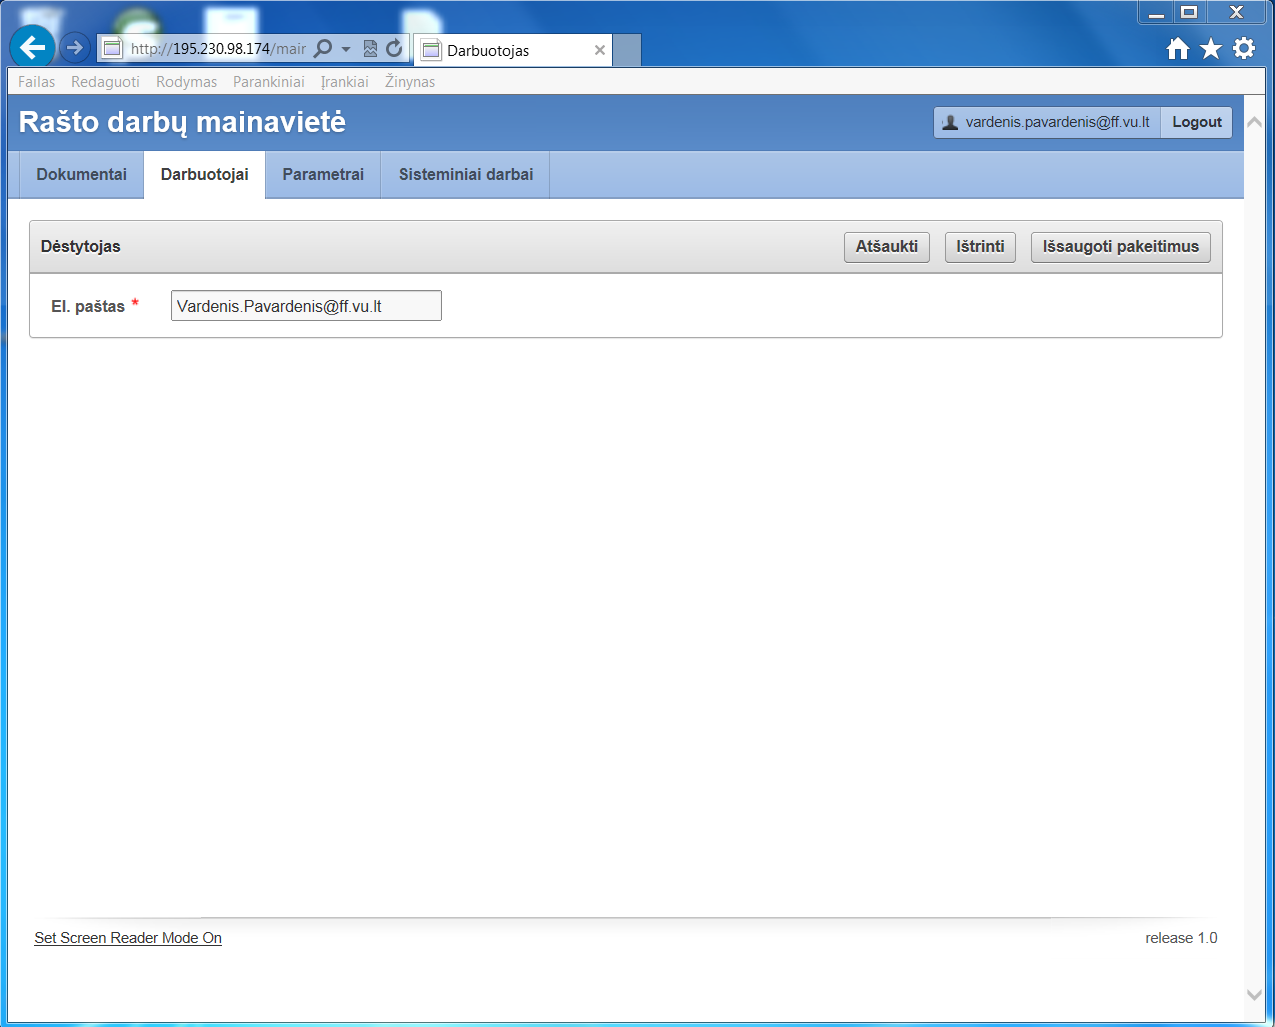 http://195.230.98.174/mair
Darbuotojas
Failas Redaguoti Rodymas Parankiniai Įrankiai Žinynas
Rašto darbų mainavietė
vardenis.pavardenis@ff.vu.lt Logout
Dokumentai Darbuotojai Parametrai Sisteminiai darbai
Dėstytojas Atšaukti Ištrinti Išsaugoti pakeitimus
El. paštas * Vardenis.Pavardenis@ff.vu.lt
Set Screen Reader Mode On release 1.0